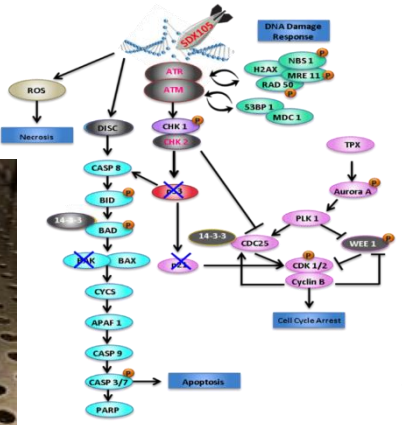 SDX105
DNA Damage
Response
ATR
ATM
H2AX
NBS 1
P
MRE 11
P
RAD 50
P
S3BP 1
MDC 1
ROS
Necrosis
DISC
CHK 1
P
CHK 2
CASP 8
BID
P
14-3-3
BAD
P
BAK
BAX
CYCS
APAF 1
CASP 9
CASP 3/7
P
PARP
Apoptosis
TPX
Aurora A
P
PLK 1
14-3-3
CDC25
WEE 1
P
P
CDK 1/2
Cyclin B
Cell Cycle Arrest